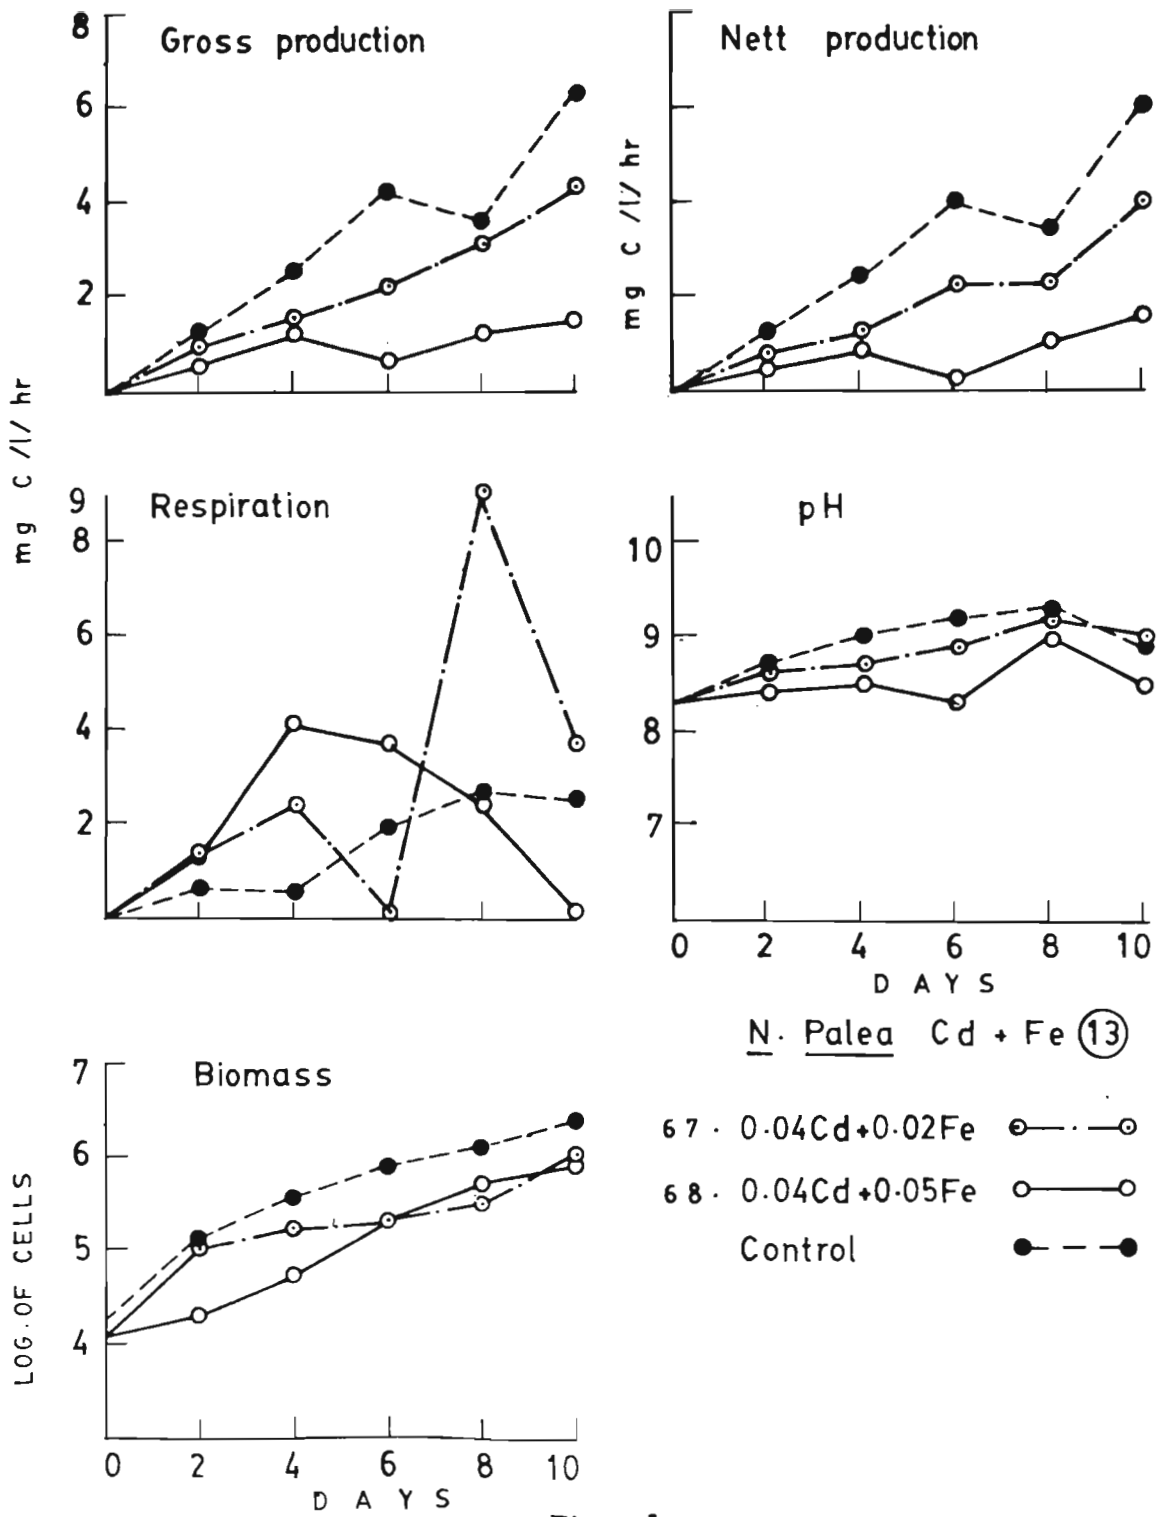 Gross production
8
6
4
2
mg C /l/ hr
Nett production
mg C /l/ hr
Respiration
9
8
6
4
2
pH
10
9
8
7
0 2 4 6 8 10
DAYS
N. Palea Cd + Fe 13
67. 0.04Cd+0.02Fe
68. 0.04Cd+0.05Fe
Control
Biomass
7
6
5
4
LOG.OF CELLS
0 2 4 6 8 10
DAYS